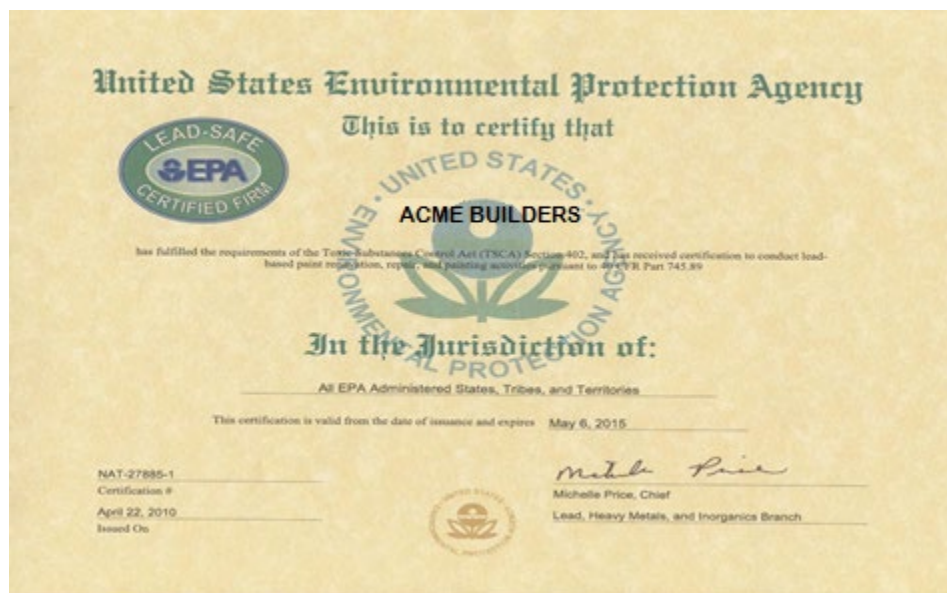 United States Environmental Protection Agency
This is to certify that
LEAD-SAFE
EPA
CERTIFIED FIRM
UNITED STATES
ENVIRONMENTAL PROTECTION AGENCY
ACME BUILDERS
has fulfilled the requirements of the Toxic Substances Control Act (TSCA) Section 402, and has received certification to conduct lead-
based paint renovation, repair, and painting activities pursuant to 40 CFR Part 745.89
In the Jurisdiction of:
All EPA Administered States, Tribes, and Territories
This certification is valid from the date of issuance and expires May 6, 2015
NAT-27885-1
Certification #
April 22, 2010
Issued On
Michelle Price
Michelle Price, Chief
Lead, Heavy Metals, and Inorganics Branch